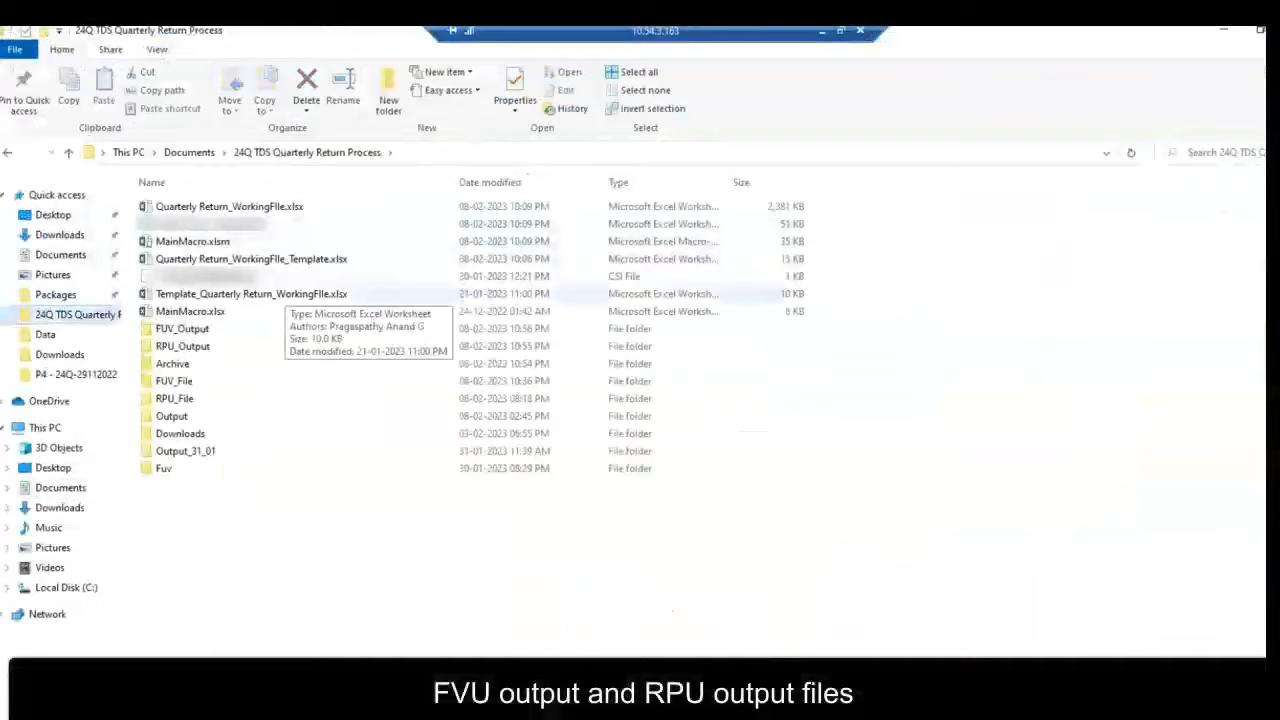 24Q TDS Quarterly Return Process
10.54.3.163
File Home Share View
Pin to Quick access
Copy
Paste
Cut
Copy path
Paste shortcut
Clipboard
Move to
Copy to
Delete
Rename
Organize
New folder
New item
Easy access
New
Properties
Open
Edit
History
Open
Select all
Select none
Invert selection
Select
This PC > Documents > 24Q TDS Quarterly Return Process >
Search 24Q TDS Q
Quick access
Desktop
Downloads
Documents
Pictures
Packages
24Q TDS Quarterly R
Data
Downloads
P4 - 24Q-29112022
OneDrive
This PC
3D Objects
Desktop
Documents
Downloads
Music
Pictures
Videos
Local Disk (C:)
Network
Name Date modified Type Size
Quarterly Return_WorkingFIle.xlsx 08-02-2023 10:09 PM Microsoft Excel Worksh... 2,381 KB
08-02-2023 10:09 PM Microsoft Excel Worksh... 51 KB
MainMacro.xlsm 08-02-2023 10:09 PM Microsoft Excel Macro-... 35 KB
Quarterly Return_WorkingFIle_Template.xlsx 08-02-2023 10:06 PM Microsoft Excel Worksh... 15 KB
30-01-2023 12:21 PM CSI File 1 KB
Template_Quarterly Return_WorkingFIle.xlsx 21-01-2023 11:00 PM Microsoft Excel Worksh... 10 KB
MainMacro.xlsx 24-12-2022 01:42 AM Microsoft Excel Worksh... 8 KB
FUV_Output 08-02-2023 10:56 PM File folder
RPU_Output 08-02-2023 10:55 PM File folder
Archive 08-02-2023 10:54 PM File folder
FUV_File 08-02-2023 10:36 PM File folder
RPU_File 08-02-2023 08:18 PM File folder
Output 08-02-2023 02:45 PM File folder
Downloads 03-02-2023 06:55 PM File folder
Output_31_01 31-01-2023 11:39 AM File folder
Fuv 30-01-2023 08:29 PM File folder
Type: Microsoft Excel Worksheet
Authors: Pragaspathy Anand G
Size: 10.0 KB
Date modified: 21-01-2023 11:00 PM
FVU output and RPU output files